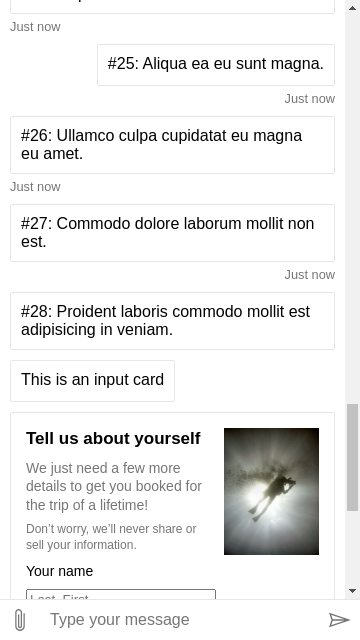 Just now
#25: Aliqua ea eu sunt magna.
Just now
#26: Ullamco culpa cupidatat eu magna
eu amet.
Just now
#27: Commodo dolore laborum mollit non
est.
Just now
#28: Proident laboris commodo mollit est
adipisicing in veniam.
This is an input card
Tell us about yourself
We just need a few more
details to get you booked for
the trip of a lifetime!
Don't worry, we'll never share or
sell your information.
Your name
Last, First
Type your message